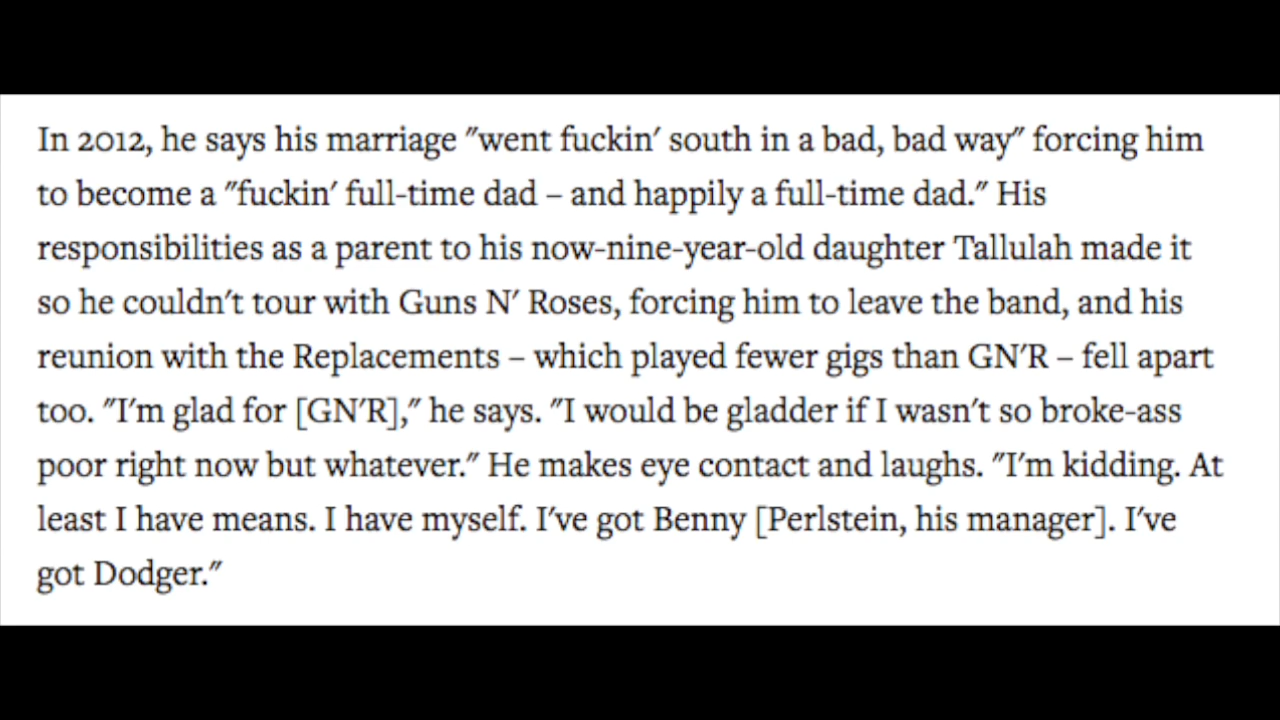 In 2012, he says his marriage "went fuckin' south in a bad, bad way" forcing him
to become a "fuckin' full-time dad – and happily a full-time dad." His
responsibilities as a parent to his now-nine-year-old daughter Tallulah made it
so he couldn't tour with Guns N' Roses, forcing him to leave the band, and his
reunion with the Replacements – which played fewer gigs than GN'R – fell apart
too. "I'm glad for [GN'R]," he says. "I would be gladder if I wasn't so broke-ass
poor right now but whatever." He makes eye contact and laughs. "I'm kidding. At
least I have means. I have myself. I've got Benny [Perlstein, his manager]. I've
got Dodger."